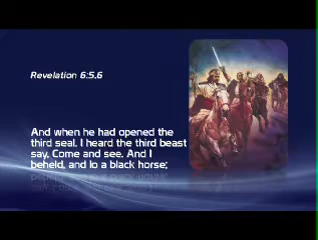 Revelation 6:5,6
And when he had opened the
third seal, I heard the third beast
say, Come and see. And I
beheld, and lo a black horse;